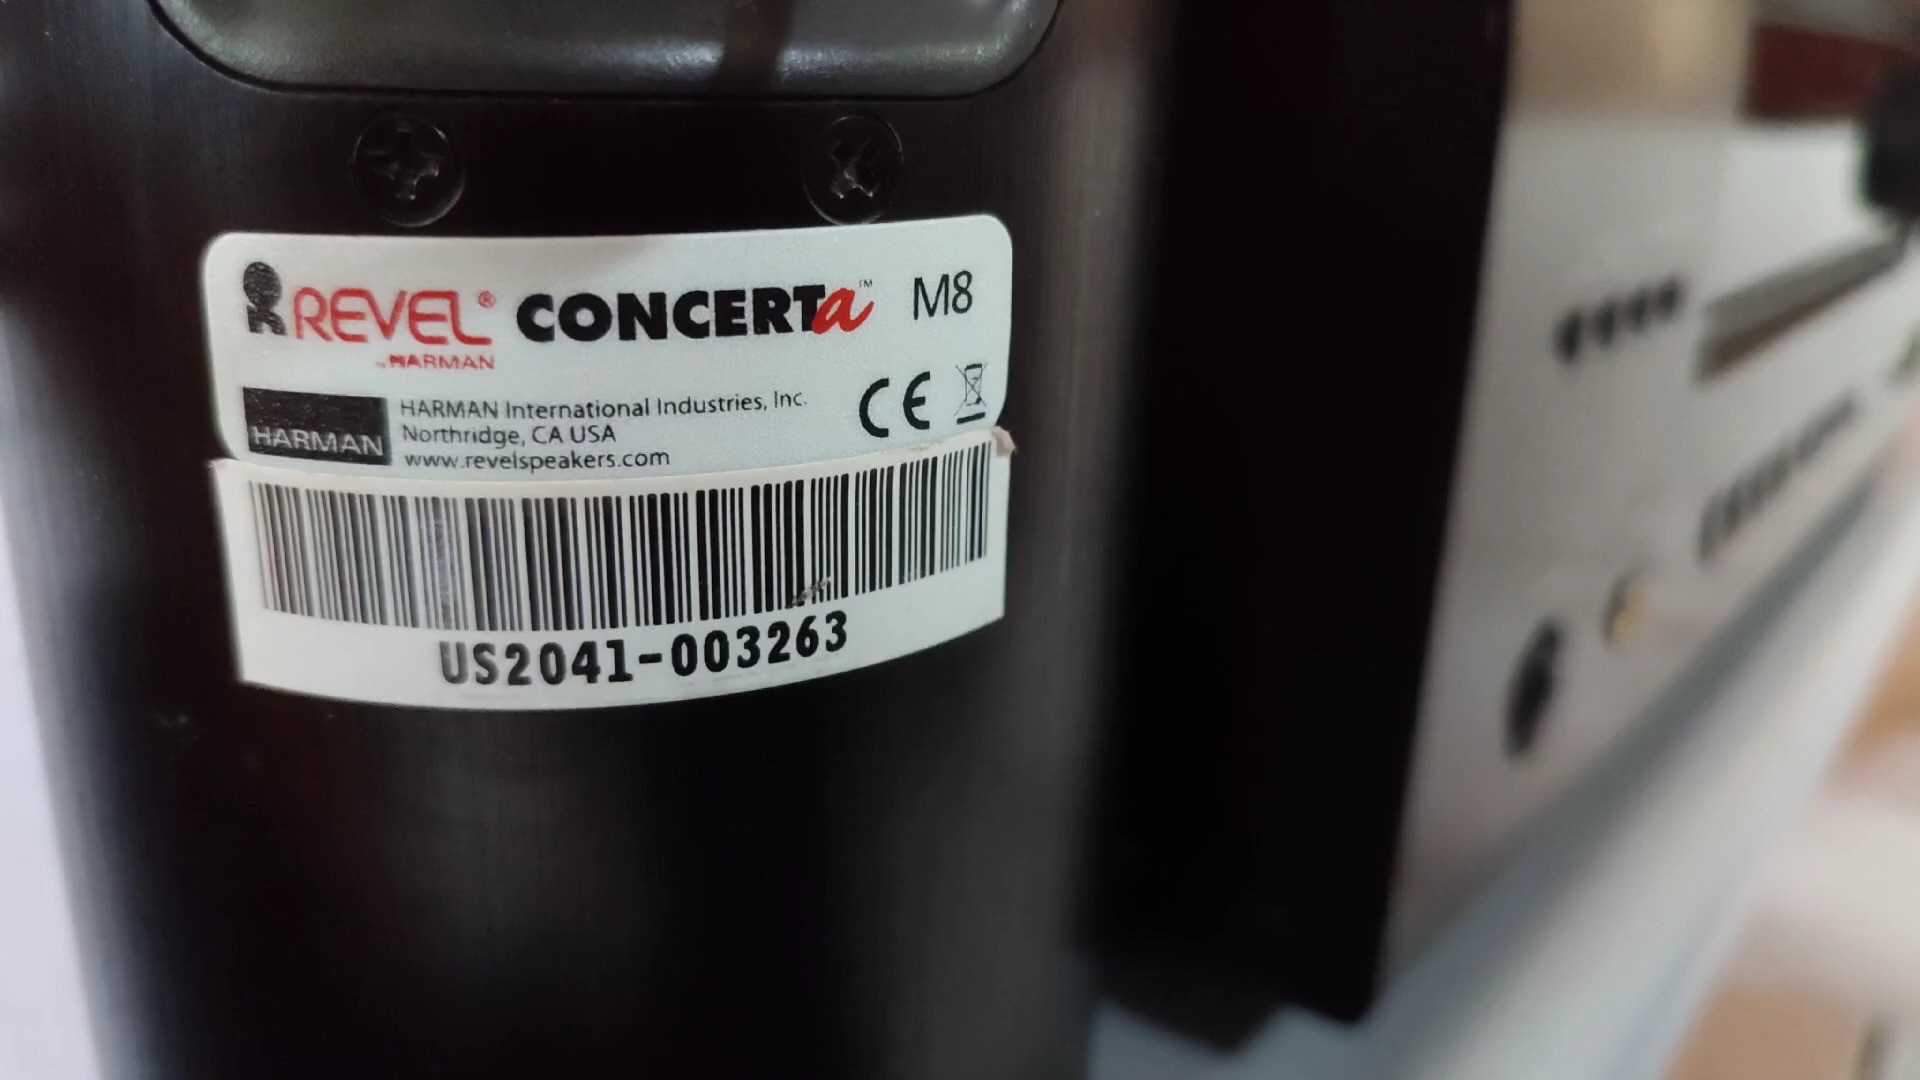 REVEL® CONCERTa™ M8
by HARMAN
HARMAN
HARMAN International Industries, Inc.
Northridge, CA USA
www.revelspeakers.com
CE
US2041-003263